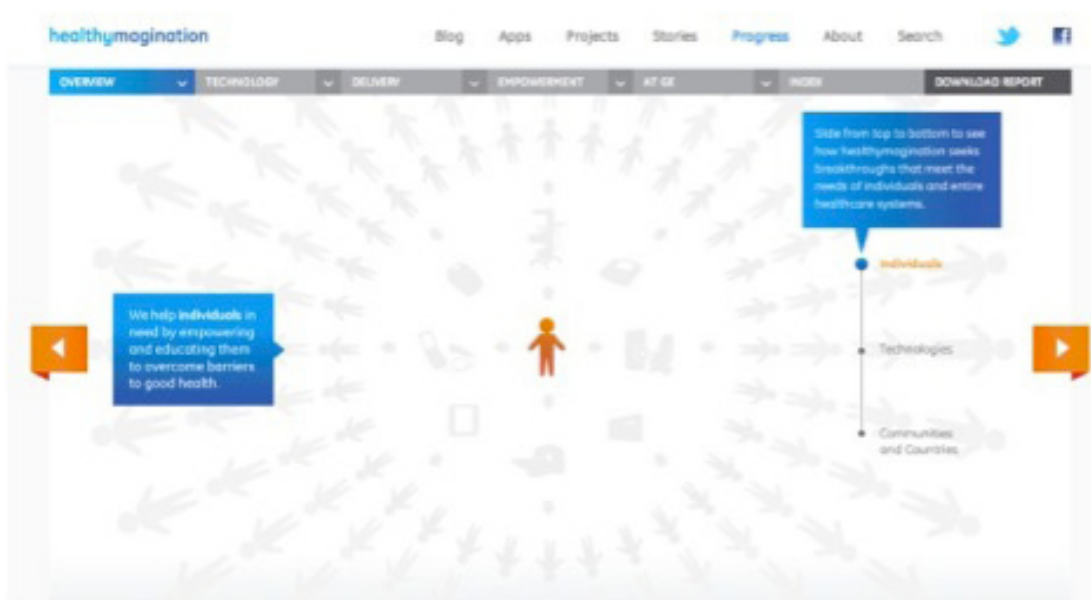 healthymagination
Blog Apps Projects Stories Progress About Search
OVERVIEW TECHNOLOGY DELIVERY EMPOWERMENT AT GE INDEX DOWNLOAD REPORT
Slide from top to bottom to see
how healthymagination seeks
breakthroughs that meet the
needs of individuals and entire
healthcare systems.
Individuals
We help individuals in
need by empowering
and educating them
to overcome barriers
to good health.
Technologies
Communities
and Countries